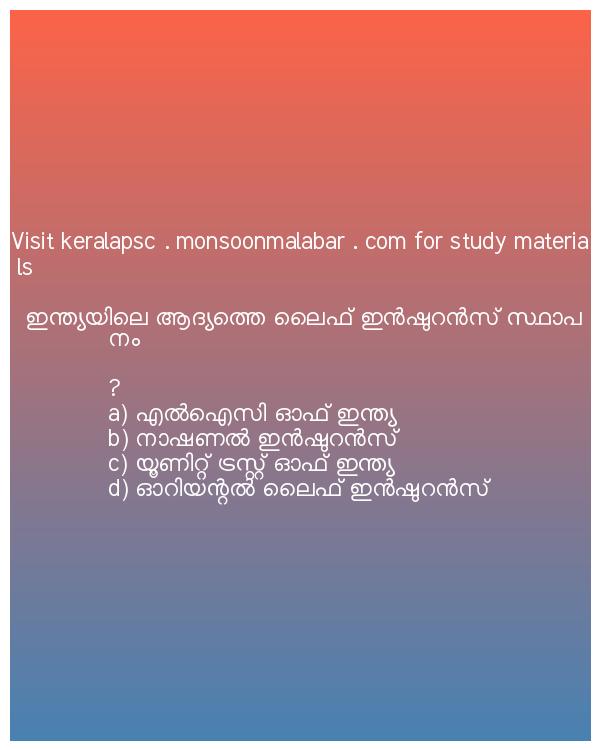 Visit keralapsc . monsoonmalabar . com for study materia
ls
ഇന്ത്യയിലെ ആദ്യത്തെ ലൈഫ് ഇൻഷുറൻസ് സ്ഥാപ
നം
?
a) എൽഐസി ഓഫ് ഇന്ത്യ
b) നാഷണൽ ഇൻഷുറൻസ്
c) യൂണിറ്റ് ട്രസ്റ്റ് ഓഫ് ഇന്ത്യ
d) ഓറിയന്റൽ ലൈഫ് ഇൻഷുറൻസ്